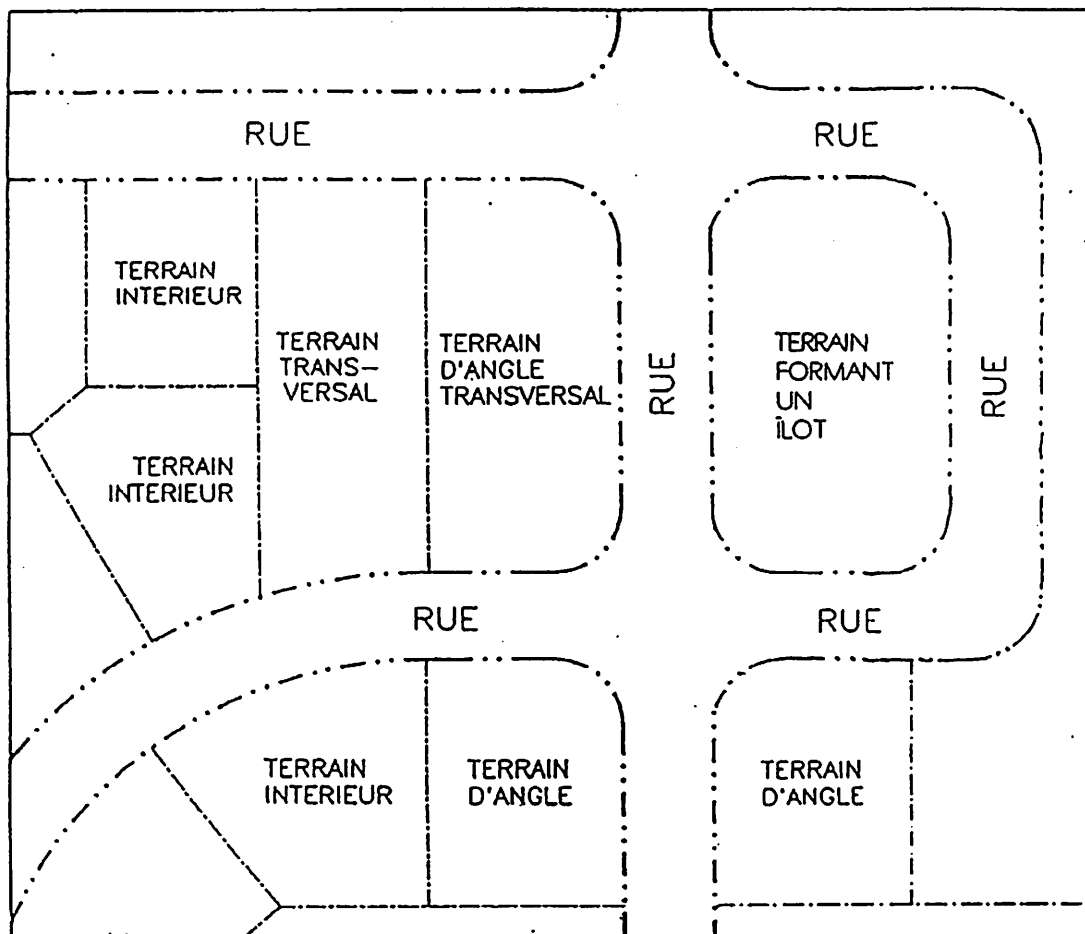 RUE
RUE
TERRAIN
INTERIEUR
TERRAIN
TRANS-
VERSAL
TERRAIN
D'ANGLE
TRANSVERSAL
RUE
TERRAIN
FORMANT
UN
ÎLOT
RUE
TERRAIN
INTERIEUR
RUE
RUE
TERRAIN
INTERIEUR
TERRAIN
D'ANGLE
TERRAIN
D'ANGLE